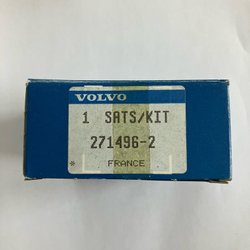 VOLVO
1 SATS/KIT
271496-2
* FRANCE